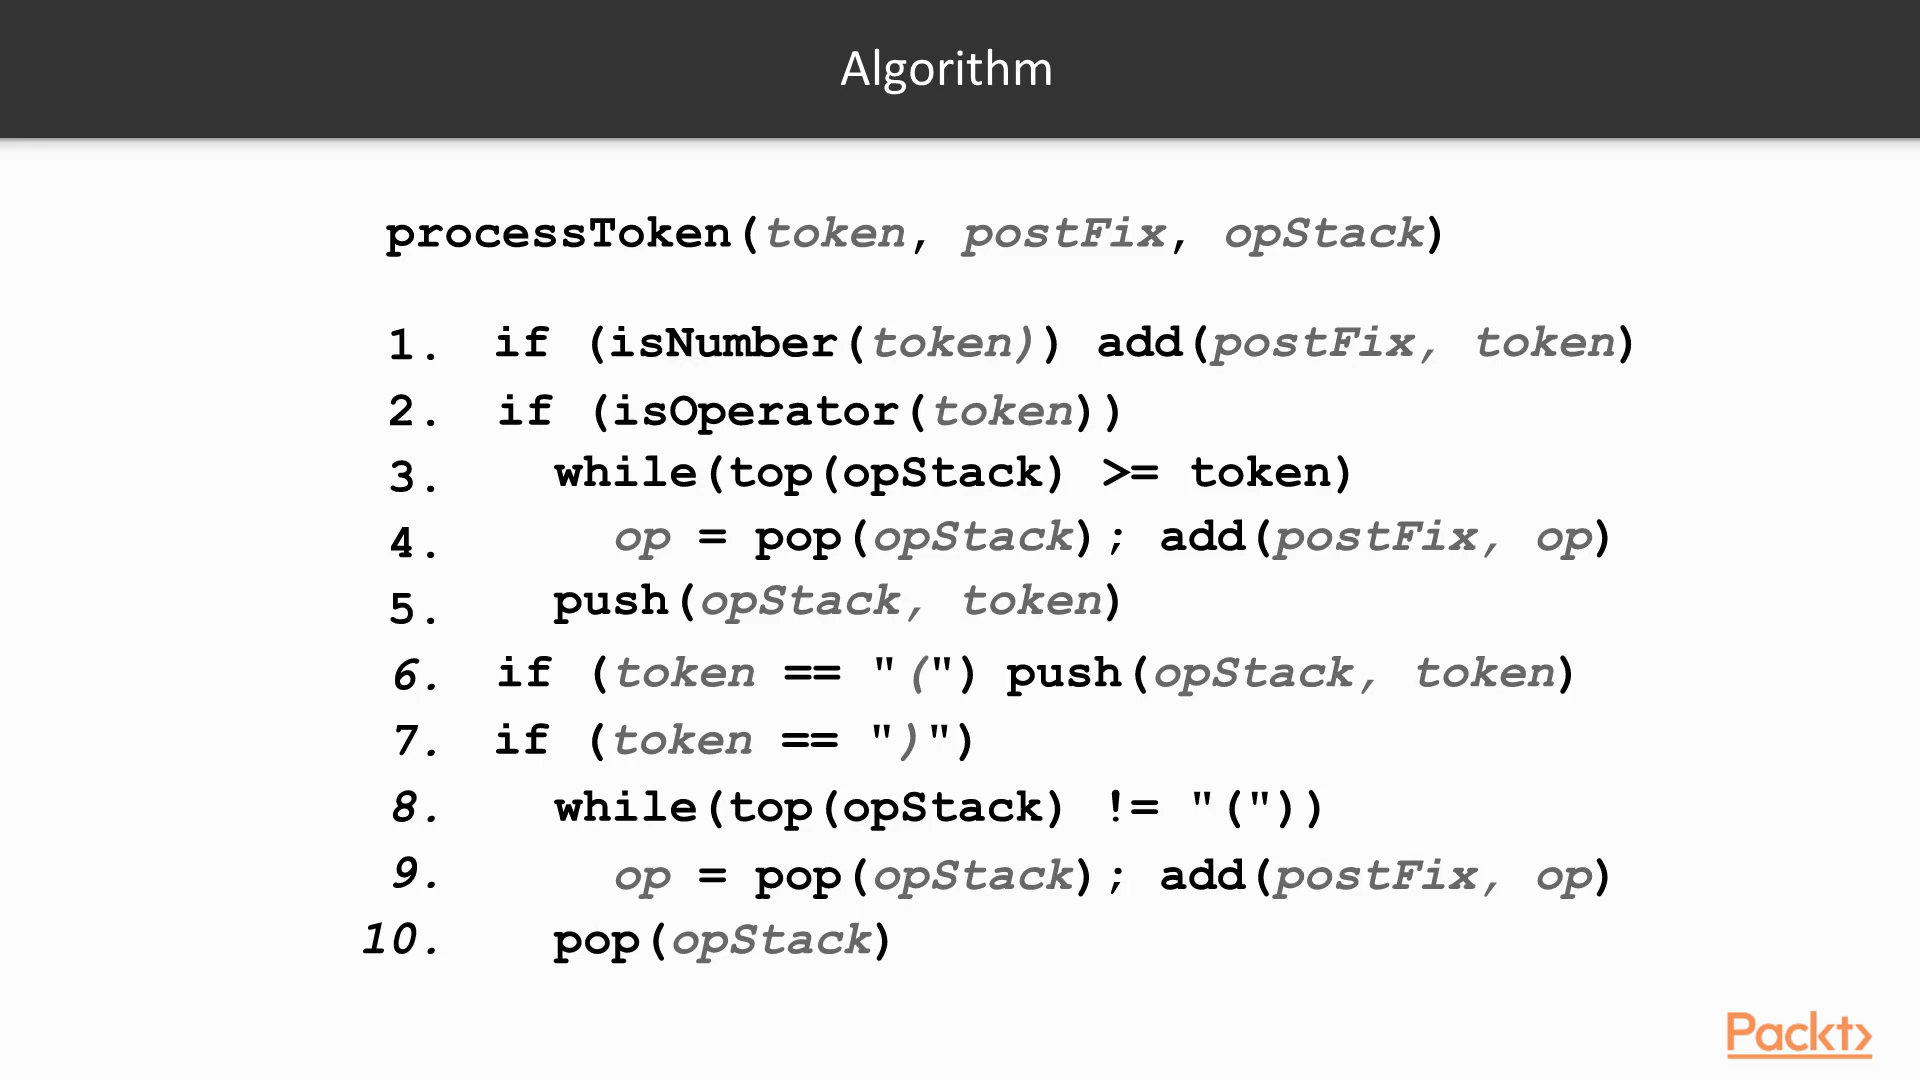 Algorithm
processToken(token, postFix, opStack)
1. if (isNumber(token)) add(postFix, token)
2. if (isOperator(token))
3. while(top(opStack) >= token)
4. op = pop(opStack); add(postFix, op)
5. push(opStack, token)
6. if (token == "(") push(opStack, token)
7. if (token == ")")
8. while(top(opStack) != "("))
9. op = pop(opStack); add(postFix, op)
10. pop(opStack)
Packt>